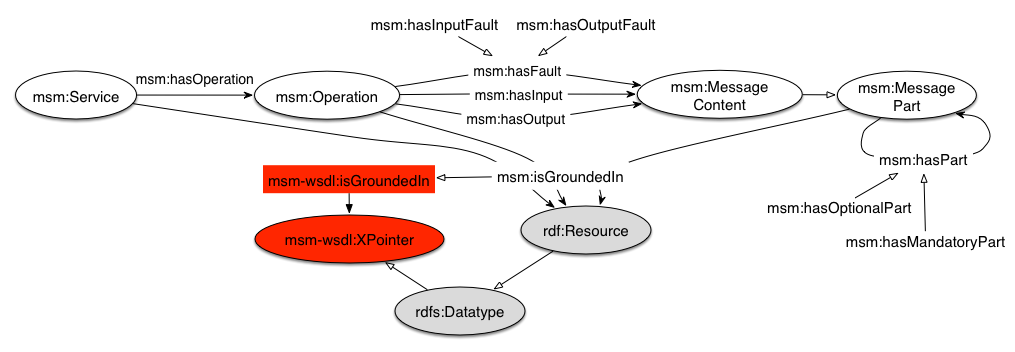 msm:hasInputFault
msm:hasOutputFault
msm:hasOperation
msm:hasFault
msm:Service
msm:Operation
msm:hasInput
msm:Message
Content
msm:Message
Part
msm:hasOutput
msm:hasPart
msm-wsdl:isGroundedIn
msm:isGroundedIn
msm:hasOptionalPart
msm-wsdl:XPointer
rdf:Resource
msm:hasMandatoryPart
rdfs:Datatype